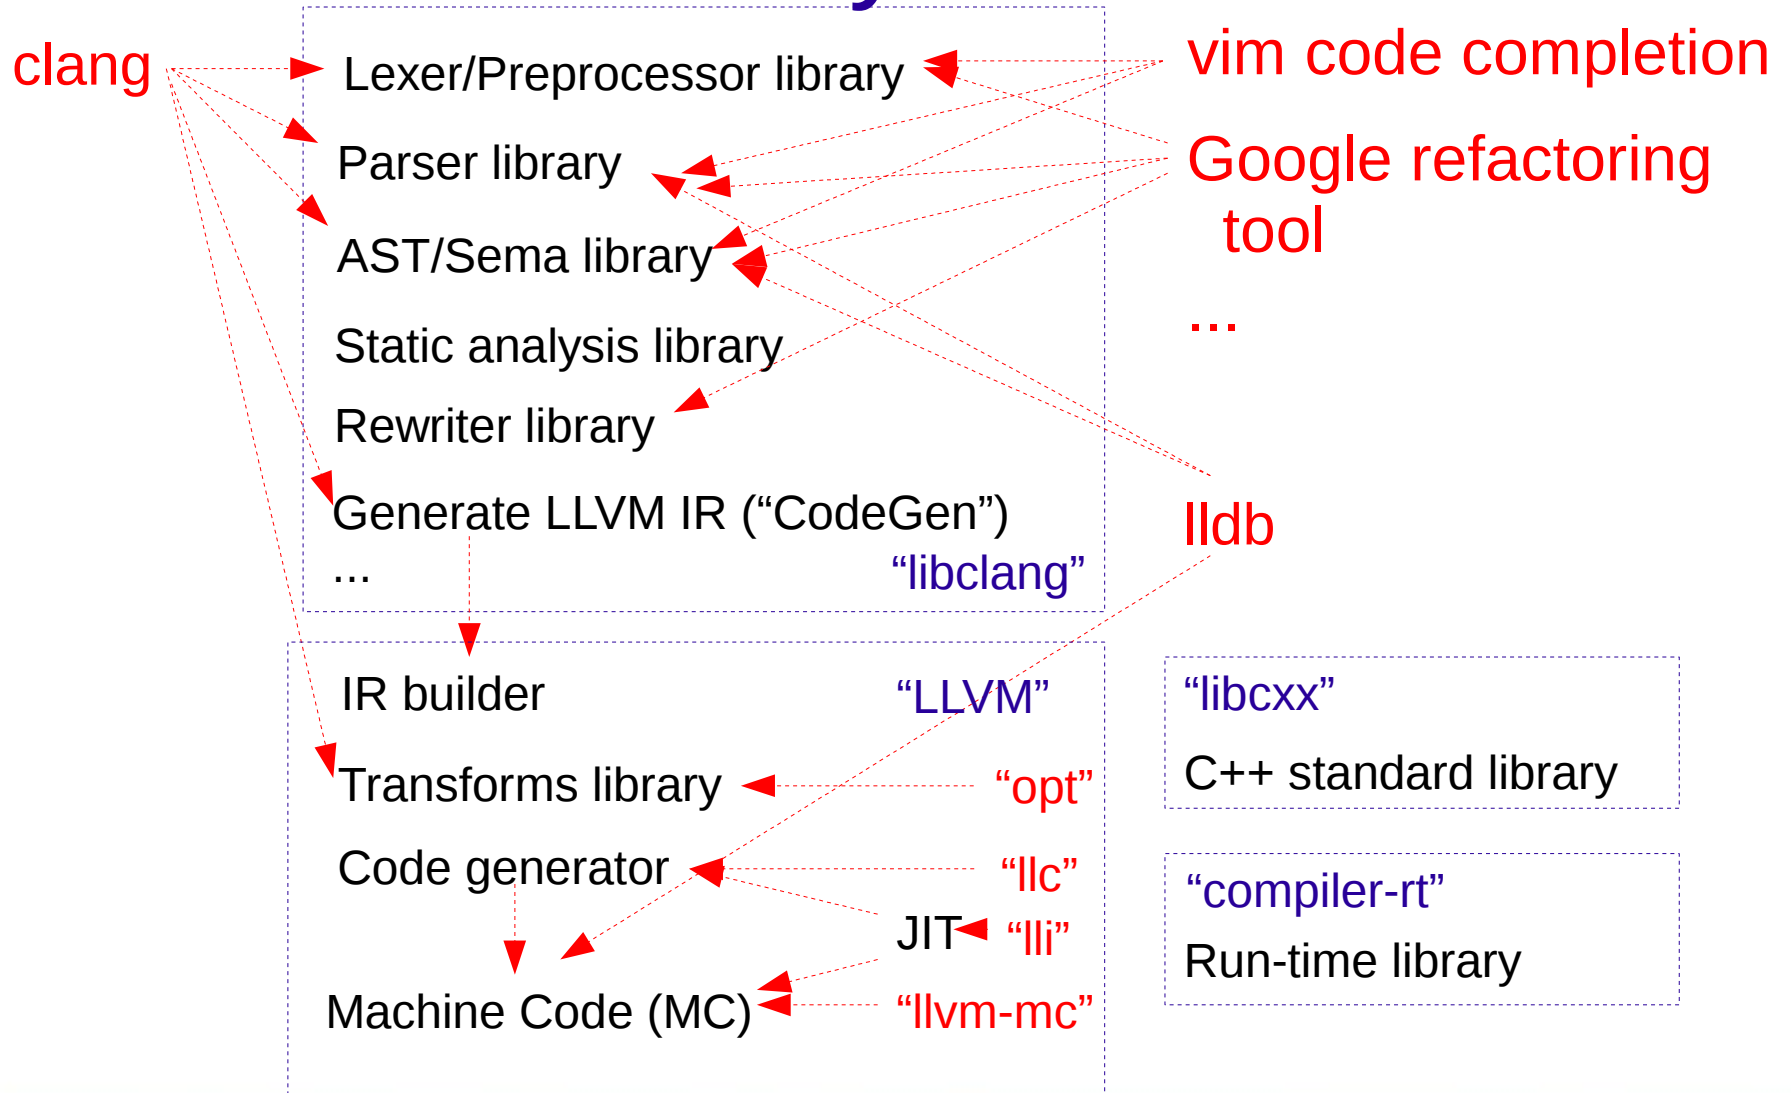 clang
Lexer/Preprocessor library
Parser library
AST/Sema library
Static analysis library
Rewriter library
Generate LLVM IR (“CodeGen”)
...
“libclang”
vim code completion
Google refactoring
tool
...
lldb
IR builder
“LLVM”
Transforms library
“opt”
Code generator
“llc”
JIT
“lli”
Machine Code (MC)
“llvm-mc”
“libcxx”
C++ standard library
“compiler-rt”
Run-time library